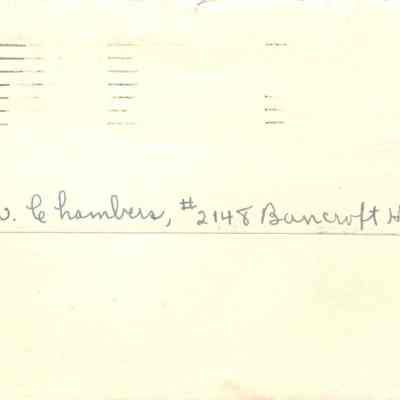 . Chambers, #2148 Bancroft H